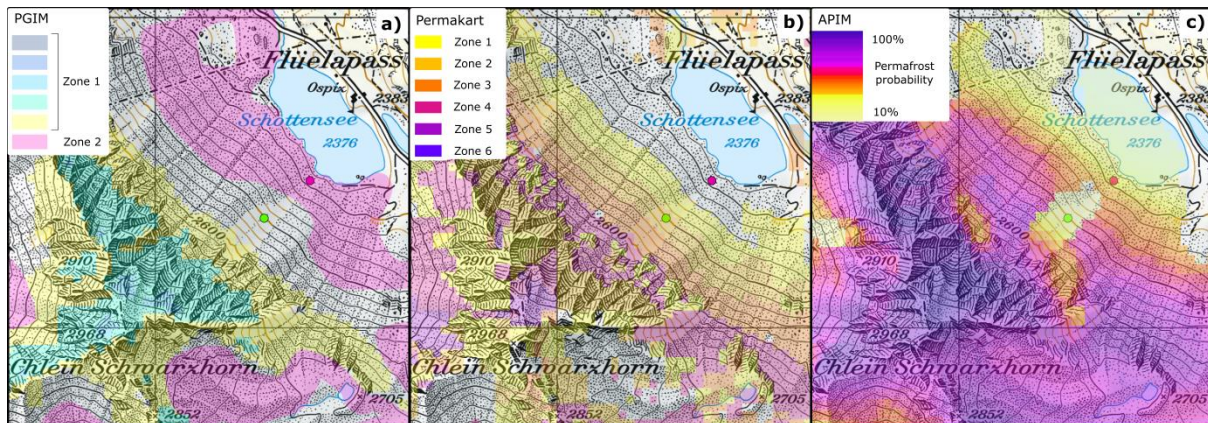 PGIM
Zone 1
Zone 2
a)
Flüelapass
Ospiz
2383
Schottensee
2376
2600
2910
2968
Chlein Schwarzhorn
2852
2705
Permakart
Zone 1
Zone 2
Zone 3
Zone 4
Zone 5
Zone 6
b)
Flüelapass
Ospiz
2383
Schottensee
2376
2600
2910
2968
Chlein Schwarzhorn
2852
2705
APIM
100%
Permafrost
probability
10%
c)
Flüelapass
Ospiz
2383
Schottensee
2376
2600
2910
2968
Chlein Schwarzhorn
2852
2705